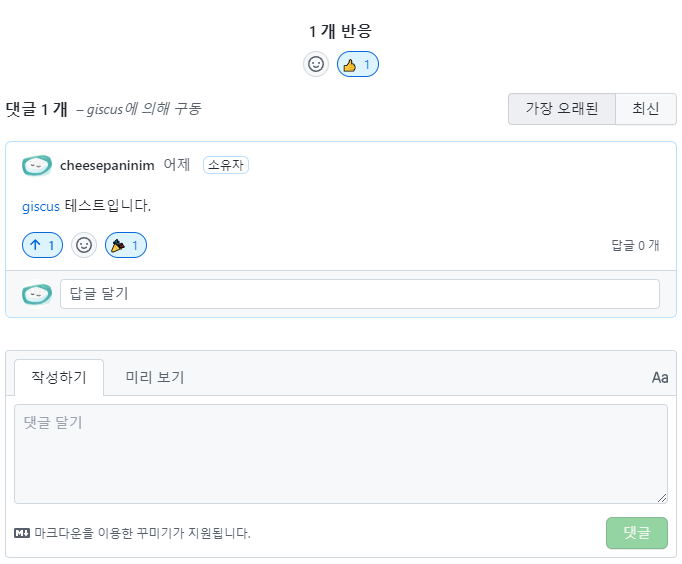 1 개 반응
1
댓글 1 개 – giscus에 의해 구동
가장 오래된 최신
cheesepaninim 어제 소유자
giscus 테스트입니다.
1 1 답글 0 개
답글 달기
작성하기 미리 보기 Aa
댓글 달기
마크다운을 이용한 꾸미기가 지원됩니다. 댓글